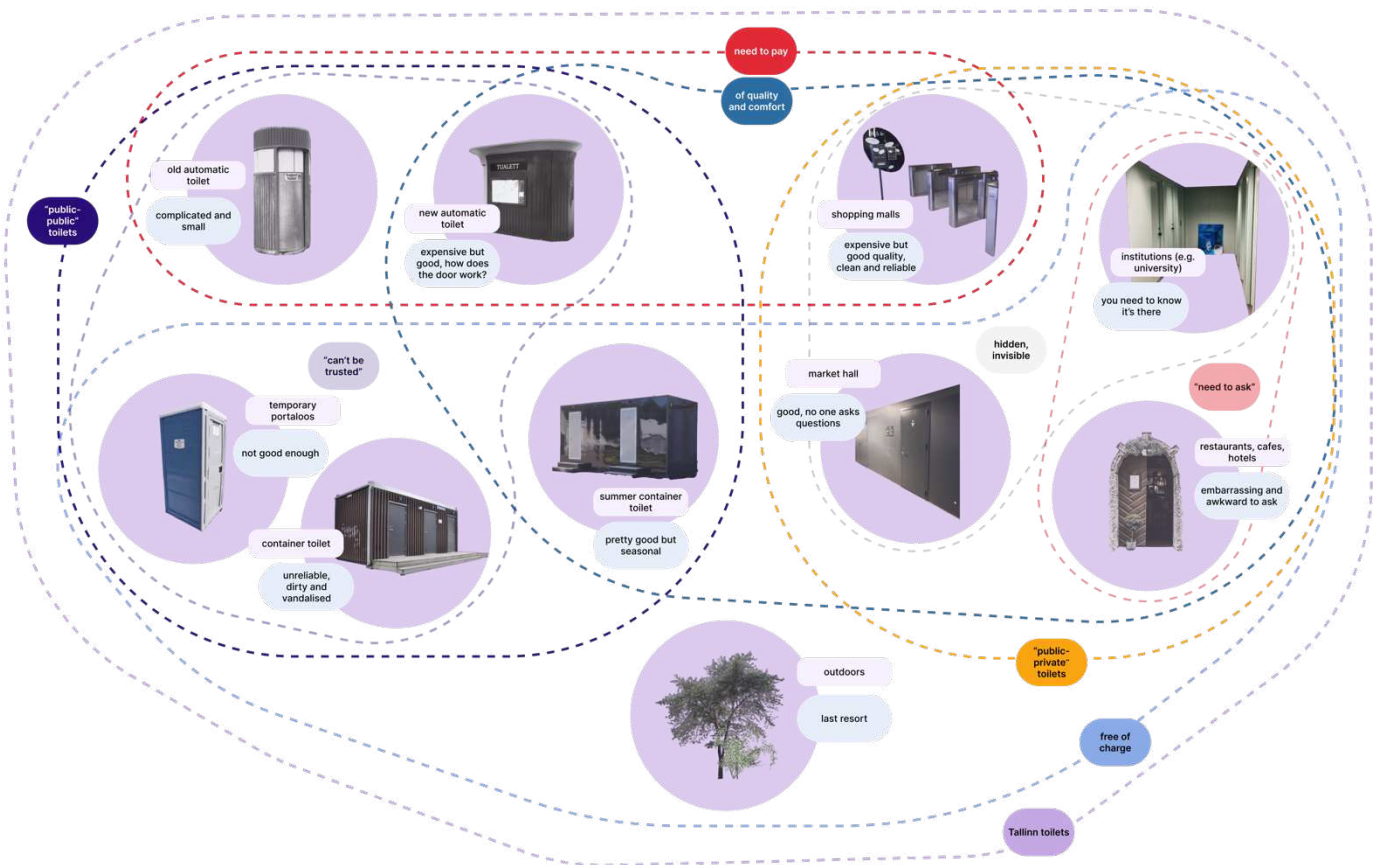 need to pay
of quality
and comfort
"public-
public"
toilets
old automatic
toilet
complicated and
small
TUALETT
new automatic
toilet
expensive but
good, how does
the door work?
shopping malls
expensive but
good quality,
clean and reliable
institutions (e.g.
university)
you need to know
it's there
"can't be
trusted"
temporary
portaloos
not good enough
container toilet
unreliable,
dirty and
vandalised
summer container
toilet
pretty good but
seasonal
market hall
good, no one asks
questions
hidden,
invisible
"need to ask"
restaurants, cafes,
hotels
embarrassing and
awkward to ask
outdoors
last resort
"public-
private"
toilets
free of
charge
Tallinn toilets